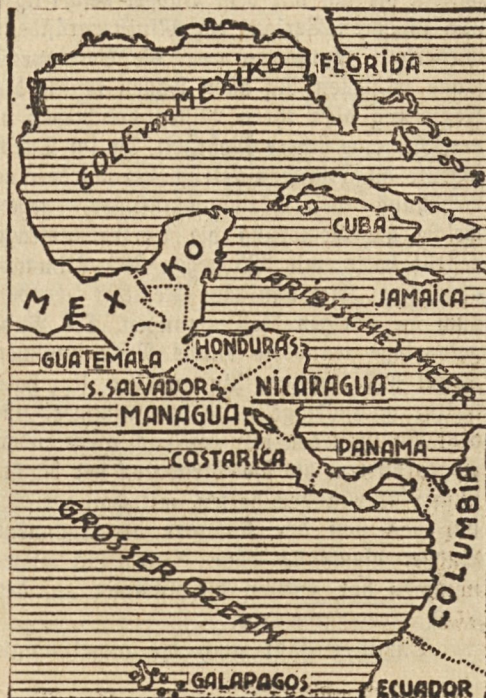 FLORIDA
GOLF von MEXIKO
CUBA
KARIBISCHES MEER
JAMAICA
MEXIKO
GUATEMALA
HONDURAS
S.SALVADOR
NICARAGUA
MANAGUA
COSTARICA
PANAMA
COLUMBIA
GROSSER OZEAN
GALAPAGOS
ECUADOR